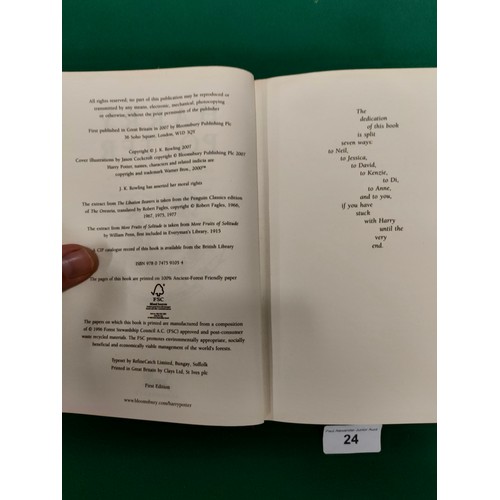 All rights reserved; no part of this publication may be reproduced or
transmitted by any means, electronic, mechanical, photocopying
or otherwise, without the prior permission of the publisher
First published in Great Britain in 2007 by Bloomsbury Publishing Plc
36 Soho Square, London, W1D 3QY
Copyright © J. K. Rowling 2007
Cover illustrations by Jason Cockcroft copyright © Bloomsbury Publishing Plc 2007
Harry Potter, names, characters and related indicia are
copyright and trademark Warner Bros., 2000™
J. K. Rowling has asserted her moral rights
The extract from The Libation Bearers is taken from the Penguin Classics edition
of The Oresteia, translated by Robert Fagles, copyright © Robert Fagles, 1966,
1967, 1975, 1977
The extract from More Fruits of Solitude is taken from More Fruits of Solitude
by William Penn, first included in Everyman's Library, 1915
CIP catalogue record of this book is available from the British Library
ISBN 978 0 7475 9105 4
The pages of this book are printed on 100% Ancient-Forest Friendly paper
FSC
The papers on which this book is printed are manufactured from a composition
of © 1996 Forest Stewardship Council A.C. (FSC) approved and post-consumer
waste recycled materials. The FSC promotes environmentally appropriate, socially
beneficial and economically viable management of the world's forests.
Typeset by RefineCatch Limited, Bungay, Suffolk
Printed in Great Britain by Clays Ltd, St Ives plc
First Edition
www.bloomsbury.com/harrypotter
The
dedication
of this book
is split
seven ways:
to Neil,
to Jessica,
to David,
to Kenzie,
to Di,
to Anne,
and to you,
if you have
stuck
with Harry
until the
very
end.
24